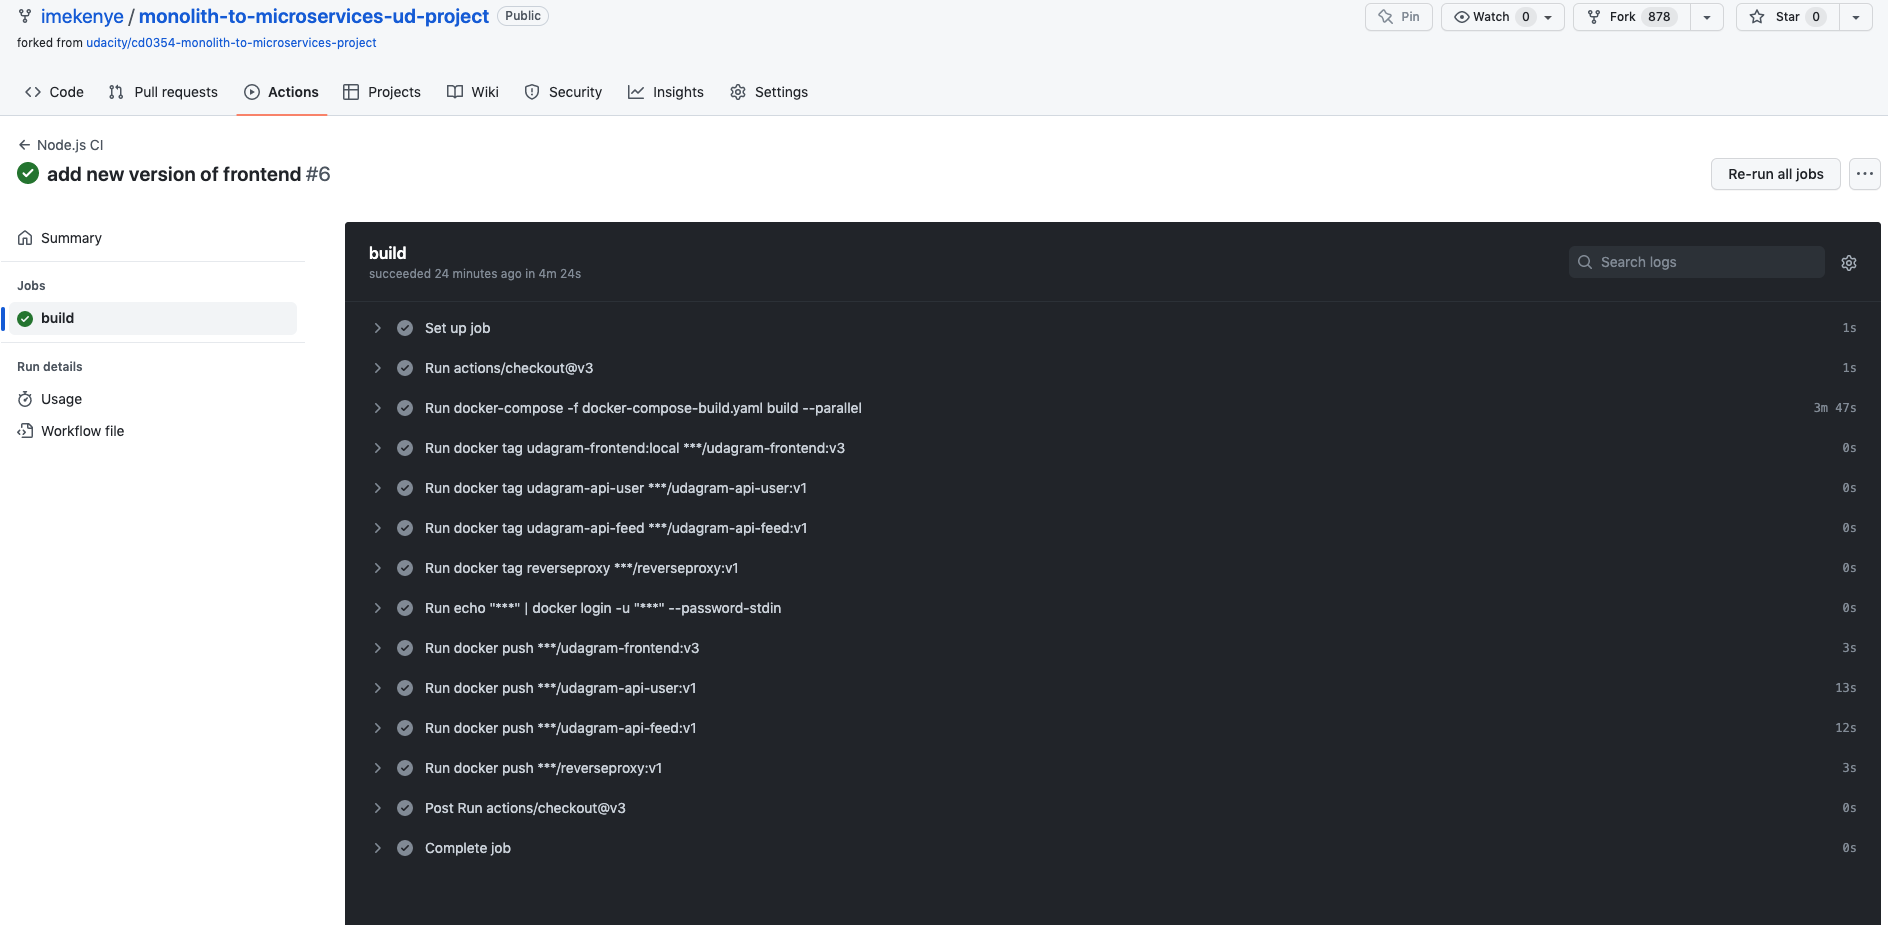 imekenye / monolith-to-microservices-ud-project Public
Pin
Watch 0
Fork 878
Star 0
forked from udacity/cd0354-monolith-to-microservices-project
Code
Pull requests
Actions
Projects
Wiki
Security
Insights
Settings
Node.js CI
add new version of frontend #6
Re-run all jobs
Summary
Jobs
build
Run details
Usage
Workflow file
build
succeeded 24 minutes ago in 4m 24s
Search logs
Set up job 1s
Run actions/checkout@v3 1s
Run docker-compose -f docker-compose-build.yaml build --parallel 3m 47s
Run docker tag udagram-frontend:local ***/udagram-frontend:v3 0s
Run docker tag udagram-api-user ***/udagram-api-user:v1 0s
Run docker tag udagram-api-feed ***/udagram-api-feed:v1 0s
Run docker tag reverseproxy ***/reverseproxy:v1 0s
Run echo "***" | docker login -u "***" --password-stdin 0s
Run docker push ***/udagram-frontend:v3 3s
Run docker push ***/udagram-api-user:v1 13s
Run docker push ***/udagram-api-feed:v1 12s
Run docker push ***/reverseproxy:v1 3s
Post Run actions/checkout@v3 0s
Complete job 0s